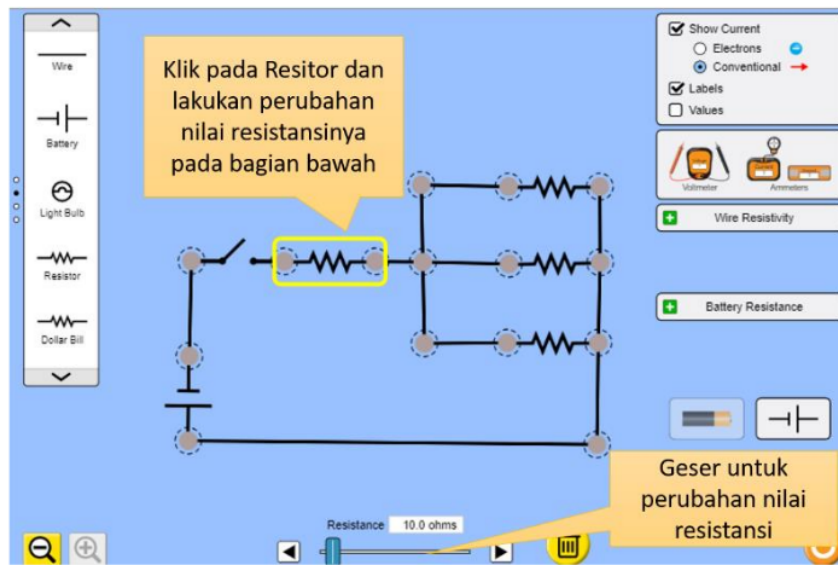 Wire
Battery
Light Bulb
Resistor
Dollar Bill
Klik pada Resitor dan
lakukan perubahan
nilai resistansinya
pada bagian bawah
Show Current
Electrons
Conventional
Labels
Values
Voltmeter
Ammeters
Wire Resistivity
Battery Resistance
Geser untuk
perubahan nilai
resistansi
Resistance 10.0 ohms